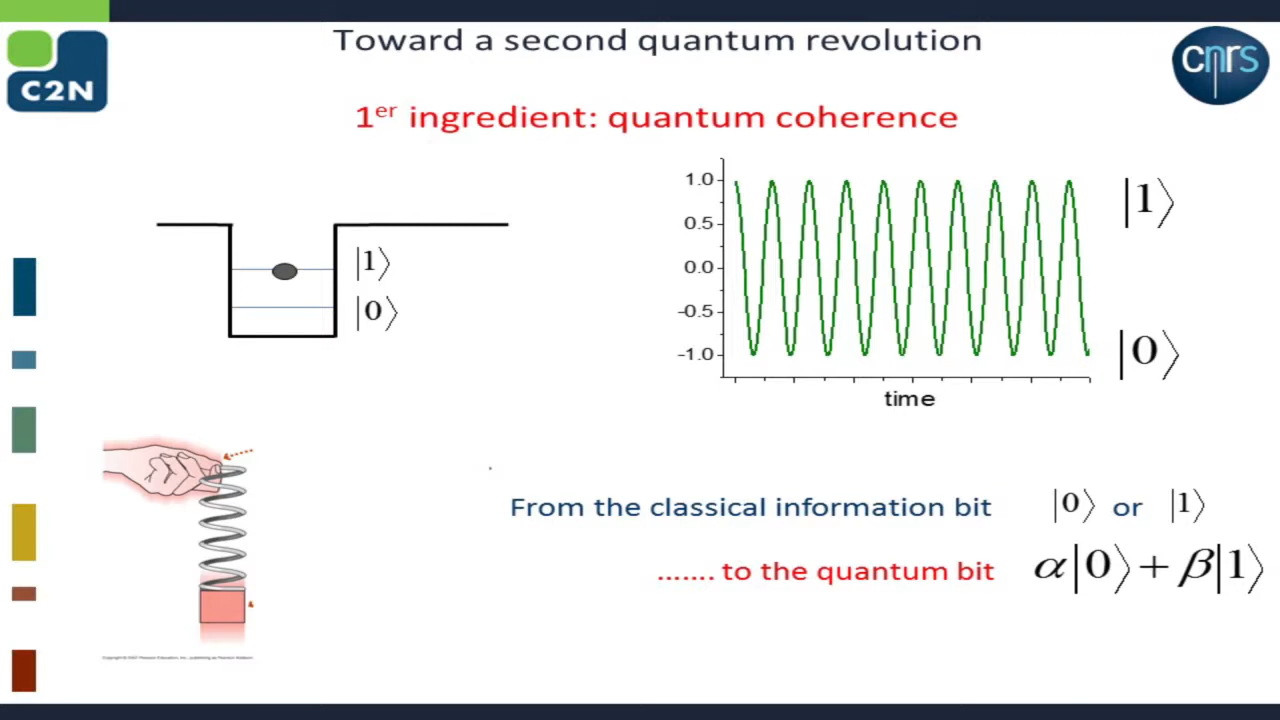 Toward a second quantum revolution
C2N
cnrs
1er ingredient: quantum coherence
|1⟩
|0⟩
1.0
0.5
0.0
-0.5
-1.0
time
|1⟩
|0⟩
From the classical information bit |0⟩ or |1⟩
....... to the quantum bit α|0⟩ + β|1⟩